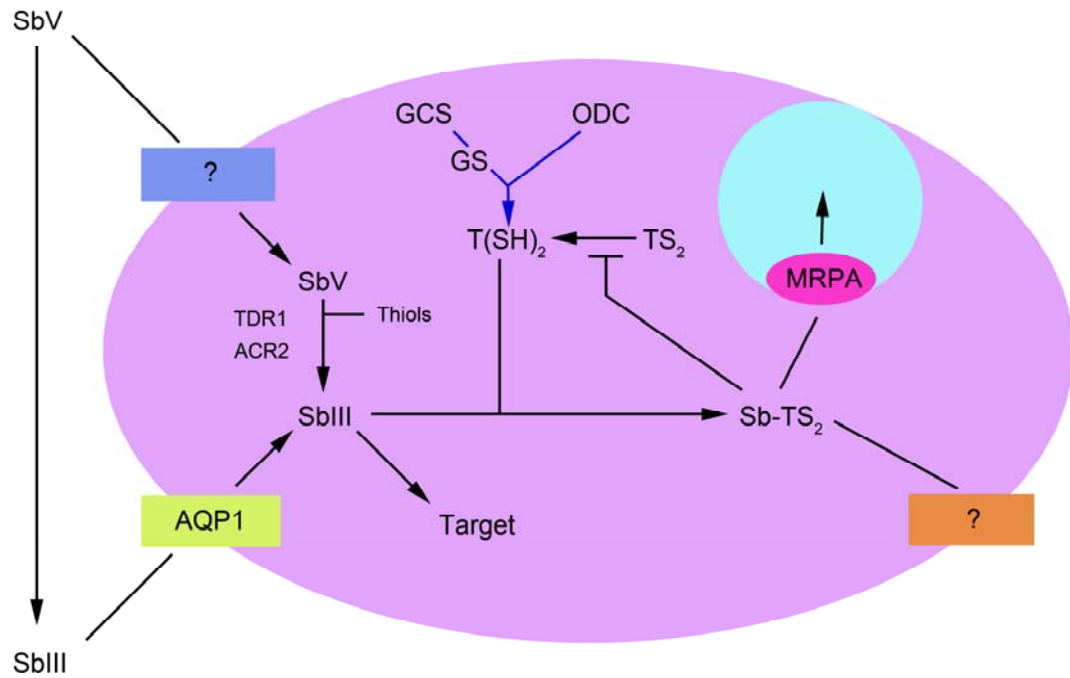 SbV
GCS
ODC
GS
?
T(SH)₂
TS₂
MRPA
SbV
TDR1
Thiols
ACR2
SbIII
Sb-TS₂
AQP1
Target
?
SbIII